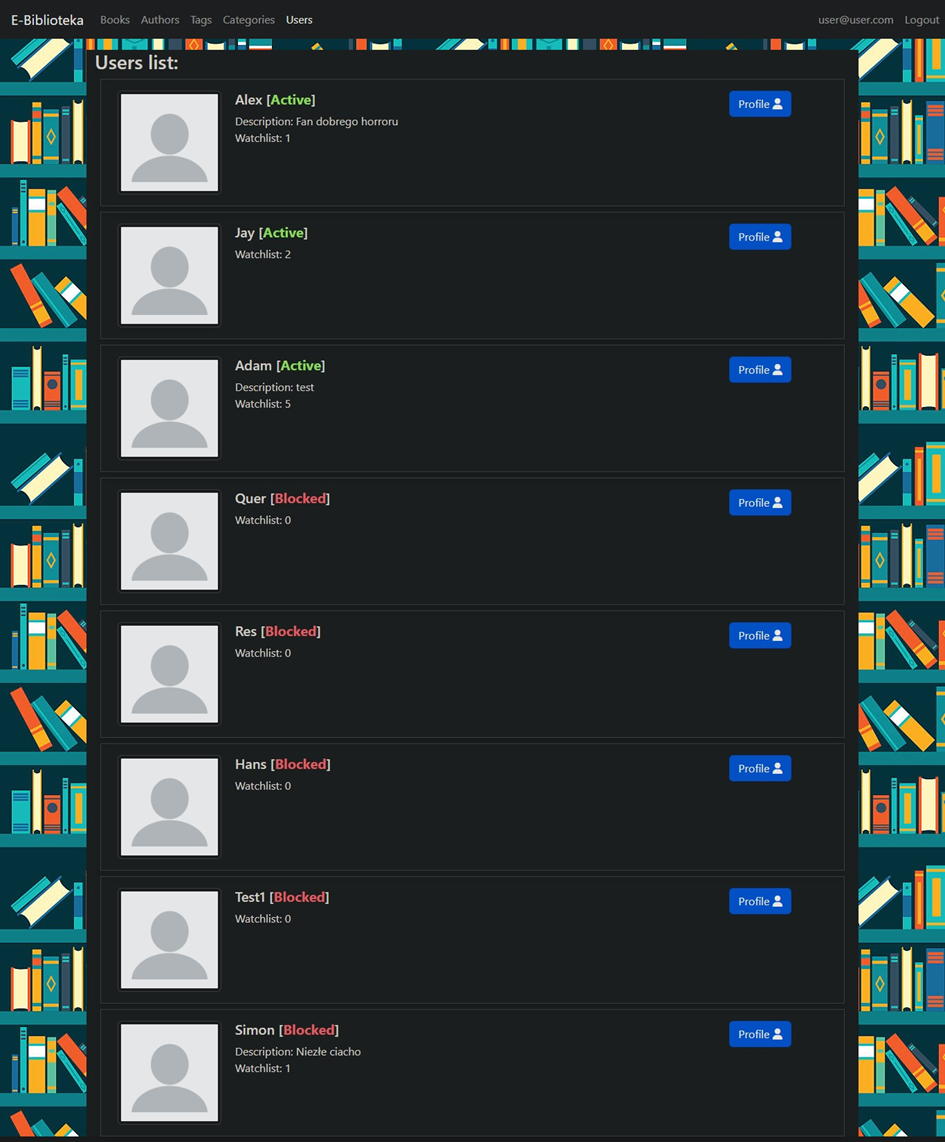 E-Biblioteka Books Authors Tags Categories Users user@user.com Logout
Users list:
Alex [Active] Profile
Description: Fan dobrego horroru
Watchlist: 1
Jay [Active] Profile
Watchlist: 2
Adam [Active] Profile
Description: test
Watchlist: 5
Quer [Blocked] Profile
Watchlist: 0
Res [Blocked] Profile
Watchlist: 0
Hans [Blocked] Profile
Watchlist: 0
Test1 [Blocked] Profile
Watchlist: 0
Simon [Blocked] Profile
Description: Niezłe ciacho
Watchlist: 1